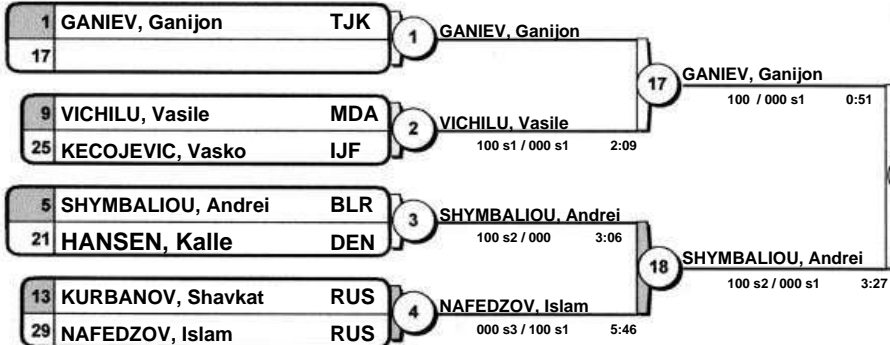 1 GANIEV, Ganijon TJK
17
1
GANIEV, Ganijon
9 VICHILU, Vasile MDA
25 KECOJEVIC, Vasko IJF
2
VICHILU, Vasile
100 s1 / 000 s1 2:09
17
GANIEV, Ganijon
100 / 000 s1 0:51
5 SHYMBALIOU, Andrei BLR
21 HANSEN, Kalle DEN
3
SHYMBALIOU, Andrei
100 s2 / 000 3:06
13 KURBANOV, Shavkat RUS
29 NAFEDZOV, Islam RUS
4
NAFEDZOV, Islam
000 s3 / 100 s1 5:46
18
SHYMBALIOU, Andrei
100 s2 / 000 s1 3:27